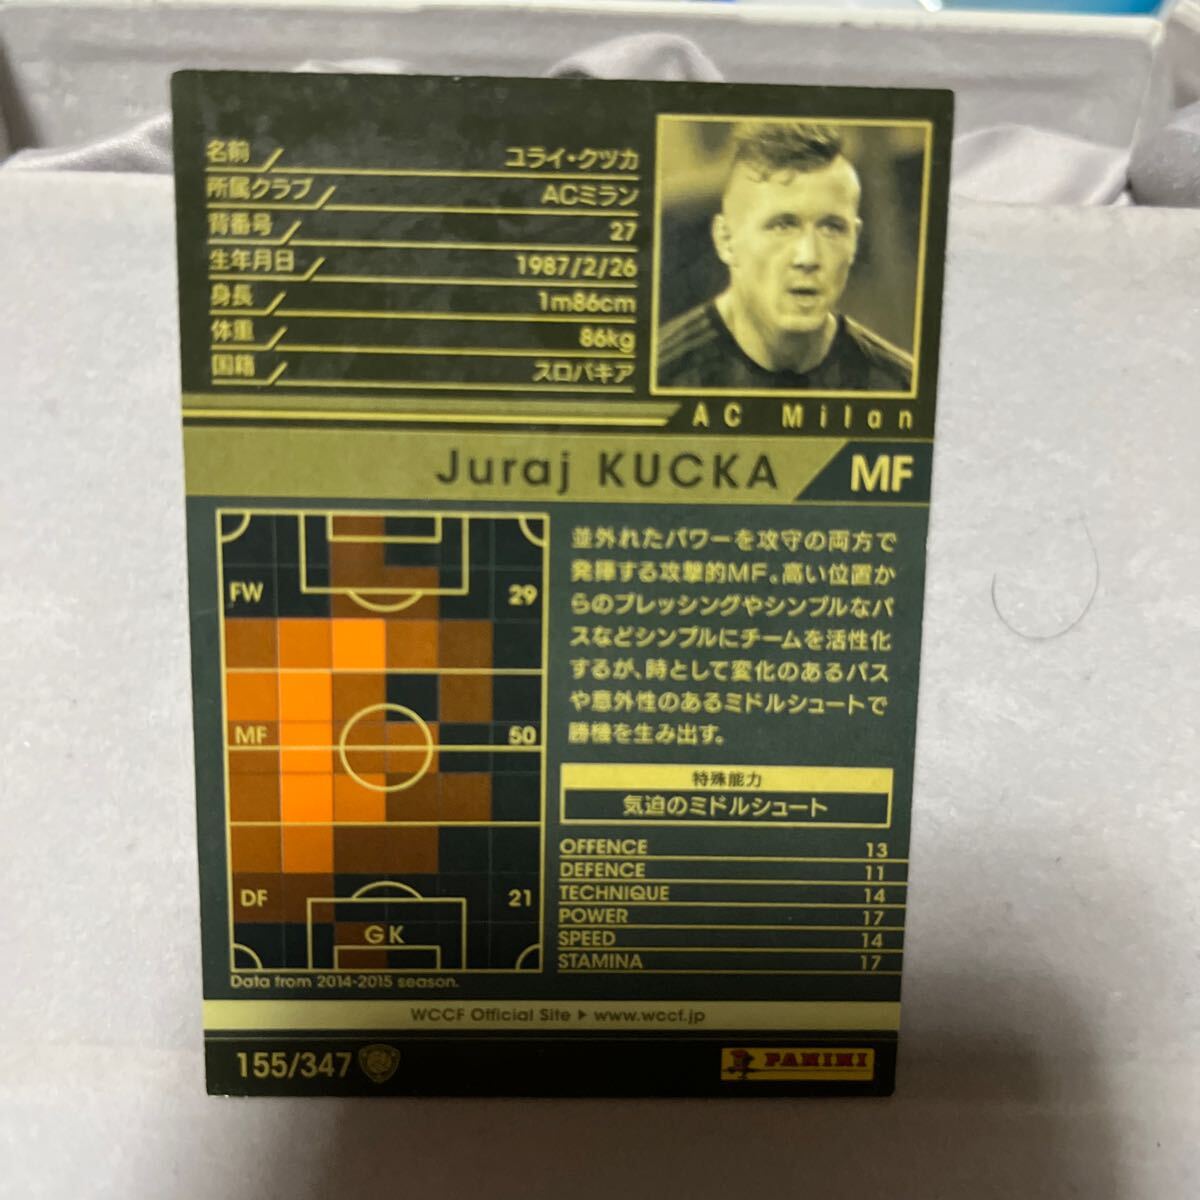 名前 ユライ・クツカ
所属クラブ ACミラン
背番号 27
生年月日 1987/2/26
身長 1m86cm
体重 86kg
国籍 スロバキア
AC Milan
Juraj KUCKA MF
並外れたパワーを攻守の両方で
発揮する攻撃的MF。高い位置か
らのプレッシングやシンプルなパ
スなどシンプルにチームを活性化
するが、時として変化のあるパス
や意外性のあるミドルシュートで
勝機を生み出す。
FW 29
MF 50
DF 21
GK
Data from 2014-2015 season.
特殊能力
気迫のミドルシュート
OFFENCE 13
DEFENCE 11
TECHNIQUE 14
POWER 17
SPEED 14
STAMINA 17
WCCF Official Site ▶ www.wccf.jp
155/347
PANINI